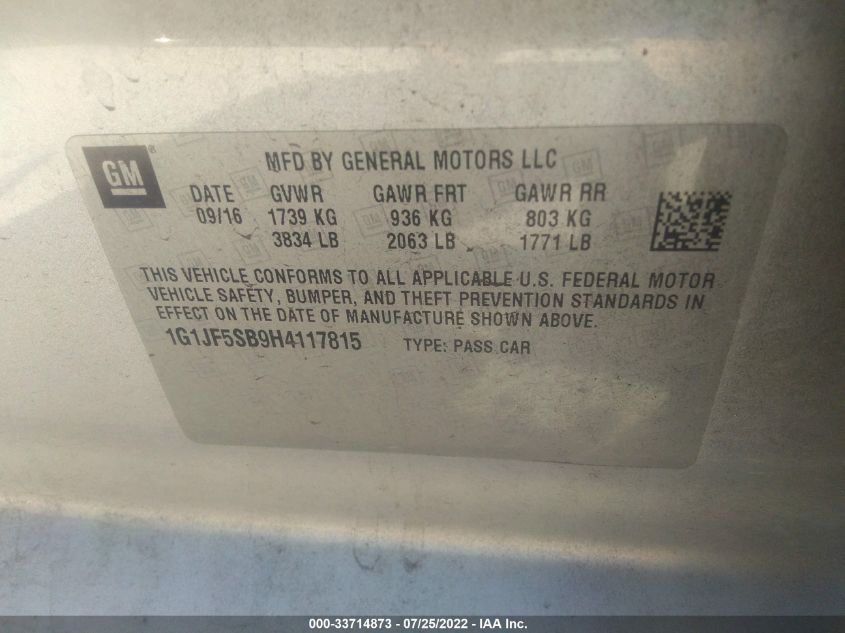 GM
MFD BY GENERAL MOTORS LLC
DATE GVWR GAWR FRT GAWR RR
09/16 1739 KG 936 KG 803 KG
3834 LB 2063 LB 1771 LB
THIS VEHICLE CONFORMS TO ALL APPLICABLE U.S. FEDERAL MOTOR
VEHICLE SAFETY, BUMPER, AND THEFT PREVENTION STANDARDS IN
EFFECT ON THE DATE OF MANUFACTURE SHOWN ABOVE.
1G1JF5SB9H4117815 TYPE: PASS CAR
000-33714873 - 07/25/2022 - IAA Inc.